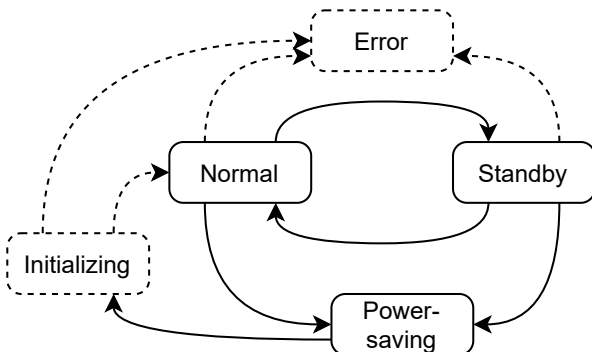 Error
Normal
Standby
Initializing
Power-
saving